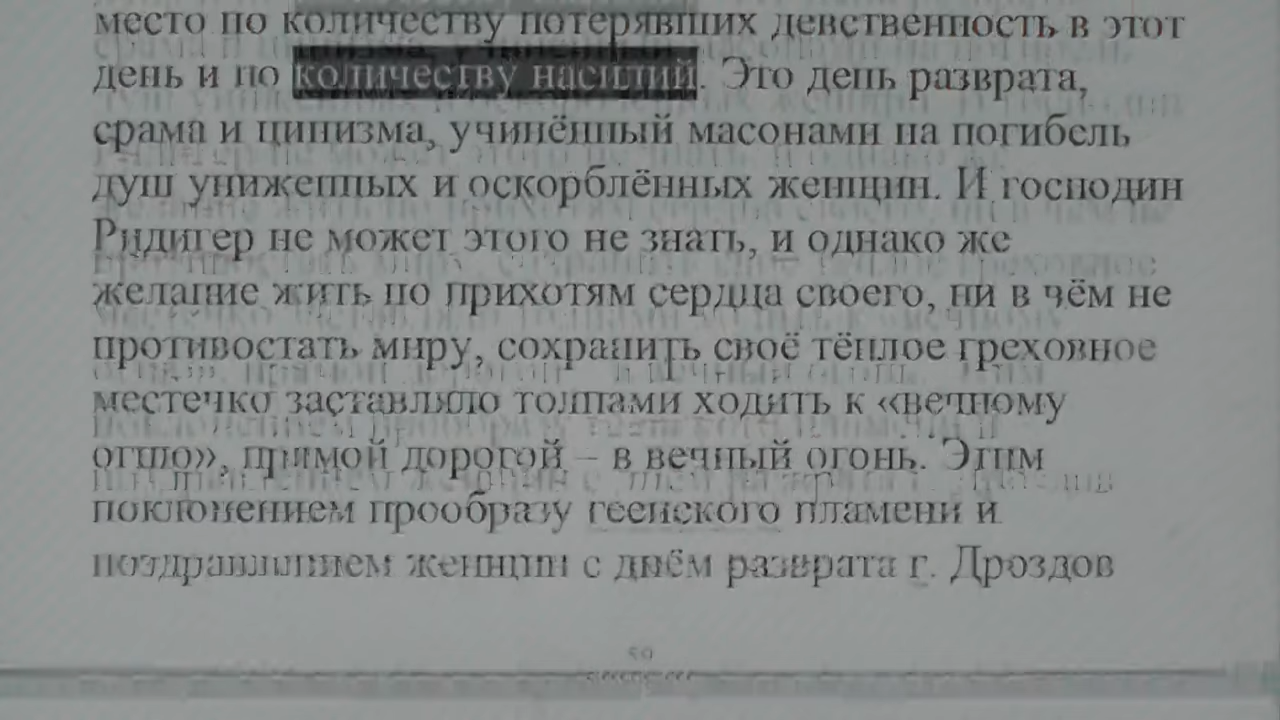 место по количеству потерявших девственность в этот
день и по количеству насилий. Это день разврата,
срама и цинизма, учинённый масонами на погибель
душ униженных и оскорблённых женщин. И господин
Ридигер не может этого не знать, и однако же
желание жить по прихотям сердца своего, ни в чём не
противостать миру, сохранить своё тёплое греховное
местечко заставляло толпами ходить к «вечному
огню», прямой дорогой – в вечный огонь. Этим
поклонением прообразу геенского пламени и
поздравлением женщин с днём разврата г. Дроздов
59